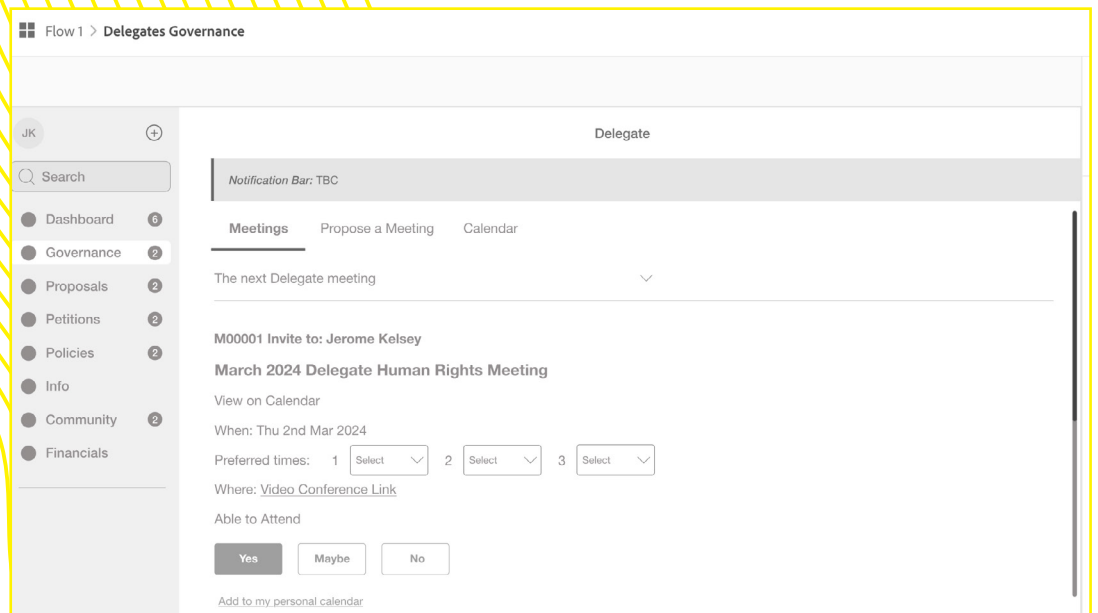 Flow 1 > Delegates Governance
JK
Search
Dashboard 6
Governance 2
Proposals 2
Petitions 2
Policies 2
Info
Community 2
Financials
Delegate
Notification Bar: TBC
Meetings Propose a Meeting Calendar
The next Delegate meeting
M00001 Invite to: Jerome Kelsey
March 2024 Delegate Human Rights Meeting
View on Calendar
When: Thu 2nd Mar 2024
Preferred times: 1 Select 2 Select 3 Select
Where: Video Conference Link
Able to Attend
Yes Maybe No
Add to my personal calendar